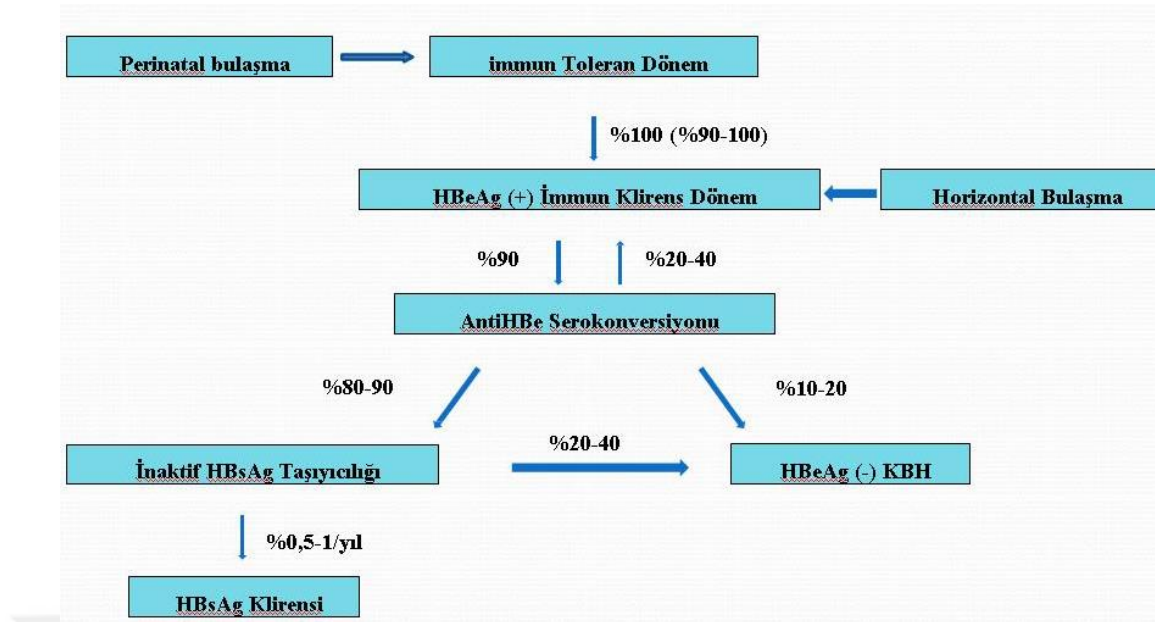 Perinatal bulaşma
immun Toleran Dönem
%100 (%90-100)
HBeAg (+) İmmun Klirens Dönem
Horizontal Bulaşma
%90
%20-40
AntiHBe Serokonversiyonu
%80-90
%10-20
%20-40
İnaktif HBsAg Taşıyıcılığı
HBeAg (-) KBH
%0,5-1/yıl
HBsAg Klirensi